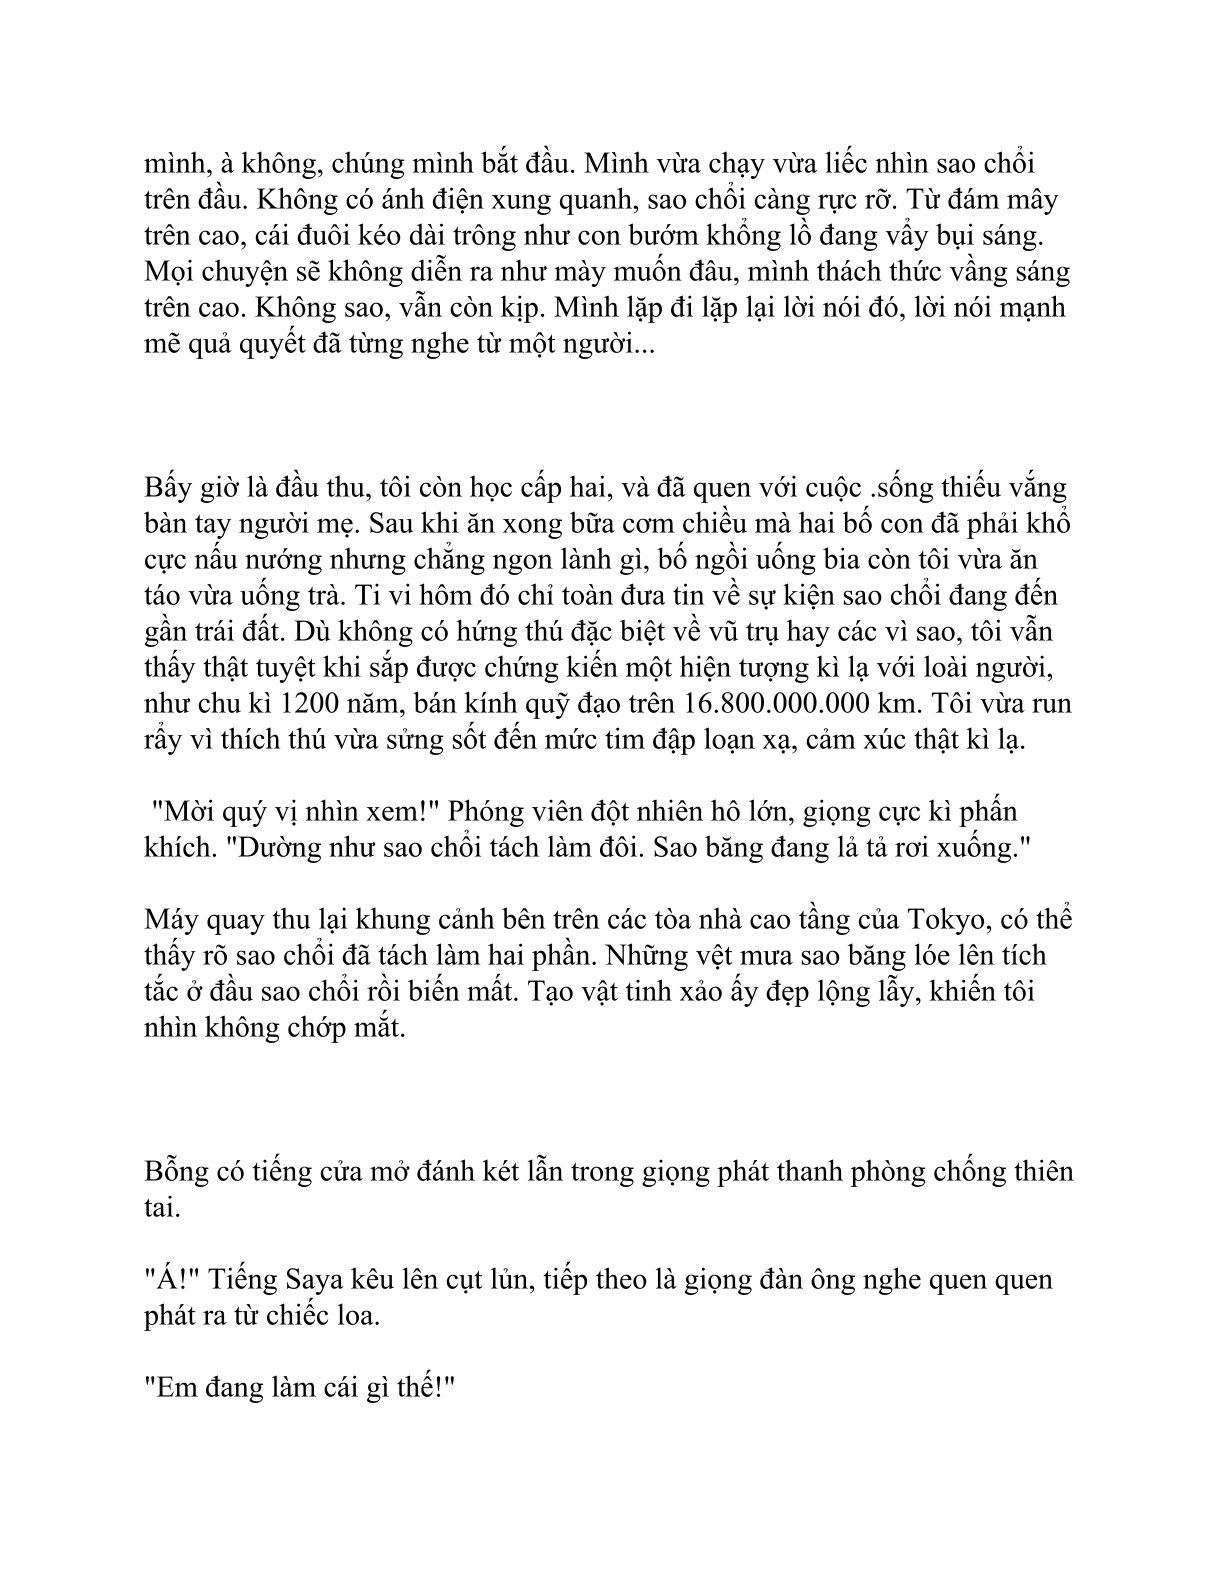 mình, à không, chúng mình bắt đầu. Mình vừa chạy vừa liếc nhìn sao chổi
trên đầu. Không có ánh điện xung quanh, sao chổi càng rực rỡ. Từ đám mây
trên cao, cái đuôi kéo dài trông như con bướm khổng lồ đang vẩy bụi sáng.
Mọi chuyện sẽ không diễn ra như mày muốn đâu, mình thách thức vầng sáng
trên cao. Không sao, vẫn còn kịp. Mình lặp đi lặp lại lời nói đó, lời nói mạnh
mẽ quả quyết đã từng nghe từ một người...
Bấy giờ là đầu thu, tôi còn học cấp hai, và đã quen với cuộc .sống thiếu vắng
bàn tay người mẹ. Sau khi ăn xong bữa cơm chiều mà hai bố con đã phải khổ
cực nấu nướng nhưng chẳng ngon lành gì, bố ngồi uống bia còn tôi vừa ăn
táo vừa uống trà. Ti vi hôm đó chỉ toàn đưa tin về sự kiện sao chổi đang đến
gần trái đất. Dù không có hứng thú đặc biệt về vũ trụ hay các vì sao, tôi vẫn
thấy thật tuyệt khi sắp được chứng kiến một hiện tượng kì lạ với loài người,
như chu kì 1200 năm, bán kính quỹ đạo trên 16.800.000.000 km. Tôi vừa run
rẩy vì thích thú vừa sửng sốt đến mức tim đập loạn xạ, cảm xúc thật kì lạ.
"Mời quý vị nhìn xem!" Phóng viên đột nhiên hô lớn, giọng cực kì phấn
khích. "Dường như sao chổi tách làm đôi. Sao băng đang lả tả rơi xuống."
Máy quay thu lại khung cảnh bên trên các tòa nhà cao tầng của Tokyo, có thể
thấy rõ sao chổi đã tách làm hai phần. Những vệt mưa sao băng lóe lên tích
tắc ở đầu sao chổi rồi biến mất. Tạo vật tinh xảo ấy đẹp lộng lẫy, khiến tôi
nhìn không chớp mắt.
Bỗng có tiếng cửa mở đánh két lẫn trong giọng phát thanh phòng chống thiên
tai.
"Á!" Tiếng Saya kêu lên cụt lủn, tiếp theo là giọng đàn ông nghe quen quen
phát ra từ chiếc loa.
"Em đang làm cái gì thế!"